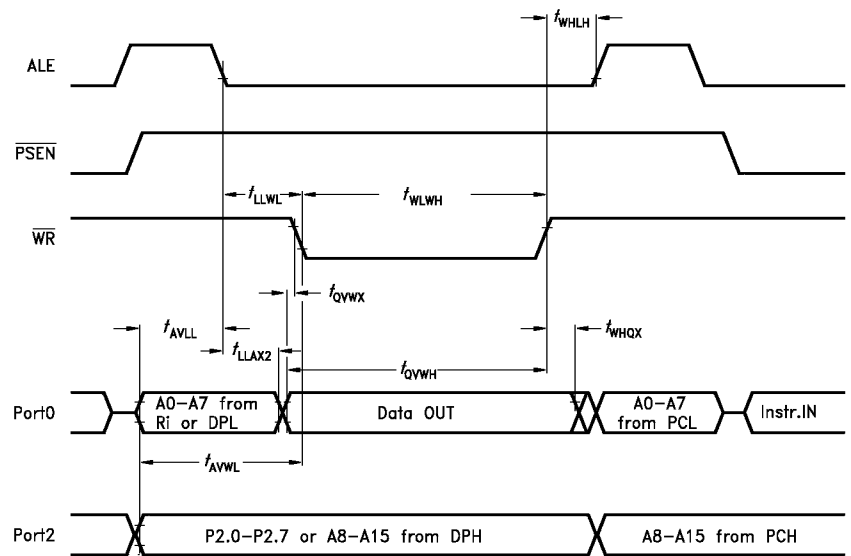 tWHLH
ALE
PSEN
tLLWL
tWLWH
WR
tQVWX
tAVLL
tWHQX
tLLAX2
tQVWH
Port0
A0-A7 from
Ri or DPL
Data OUT
A0-A7
from PCL
Instr.IN
tAVWL
Port2
P2.0-P2.7 or A8-A15 from DPH
A8-A15 from PCH